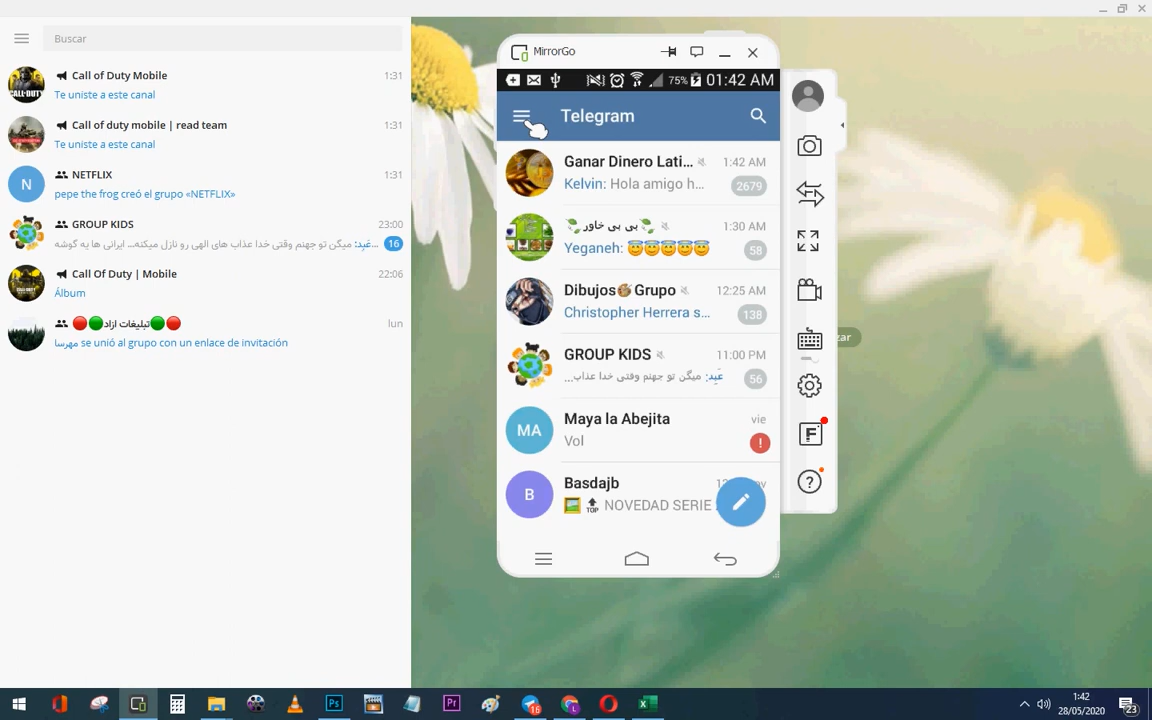 Buscar
Call of Duty Mobile
1:31
Te uniste a este canal
Call of duty mobile | read team
1:31
Te uniste a este canal
N
NETFLIX
1:31
pepe the frog creó el grupo «NETFLIX»
GROUP KIDS
23:00
عَپِد: میگن تو جهنم وقتی خدا عذاب های الهی رو نازل میکنه... ایرانی ها یه گوشه...
16
Call Of Duty | Mobile
22:06
Álbum
🔴🟢تبلیغات ازاد🟢🔴
lun
مهرسا se unió al grupo con un enlace de invitación
MirrorGo
75%
01:42 AM
Telegram
Ganar Dinero Lati...
1:42 AM
Kelvin: Hola amigo h...
2679
🍃بی بی خاور🍃
1:30 AM
Yeganeh: 😇😇😇😇😇
58
Dibujos🎨Grupo
12:25 AM
Christopher Herrera s...
138
GROUP KIDS
11:00 PM
عَپِد: میگن تو جهنم وقتی خدا عذاب...
56
MA
Maya la Abejita
vie
Vol
!
B
Basdajb
🖼🔝 NOVEDAD SERIE
zar
F
?
Ps
Pr
16
L
1:42
28/05/2020
23